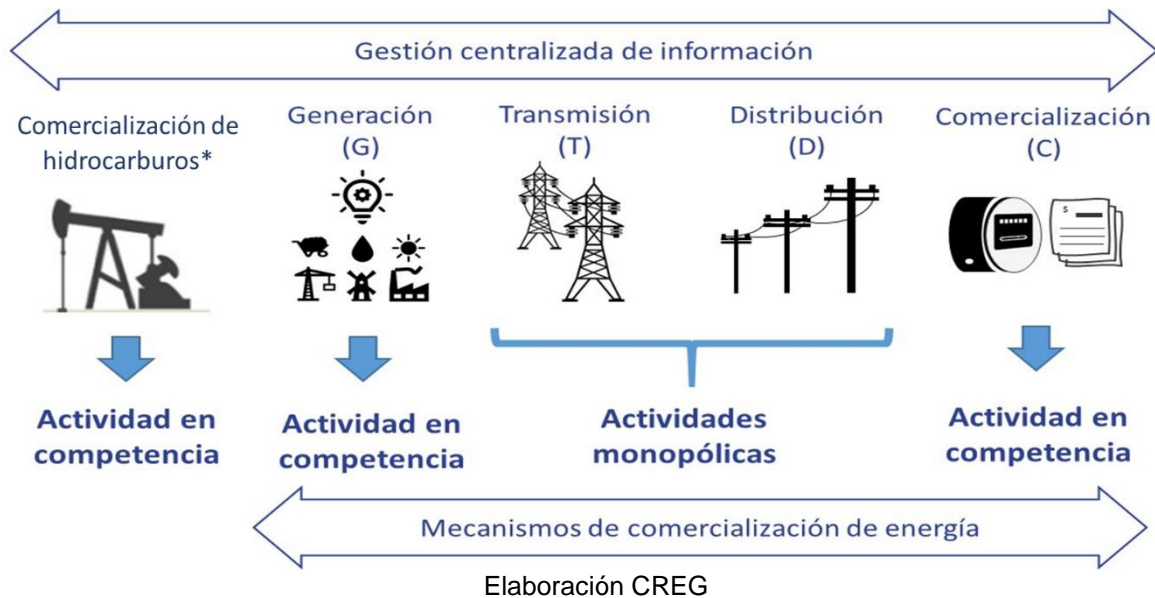 Gestión centralizada de información
Comercialización de
hidrocarburos*
Generación
(G)
Transmisión
(T)
Distribución
(D)
Comercialización
(C)
$
Actividad en
competencia
Actividad en
competencia
Actividades
monopólicas
Actividad en
competencia
Mecanismos de comercialización de energía
Elaboración CREG